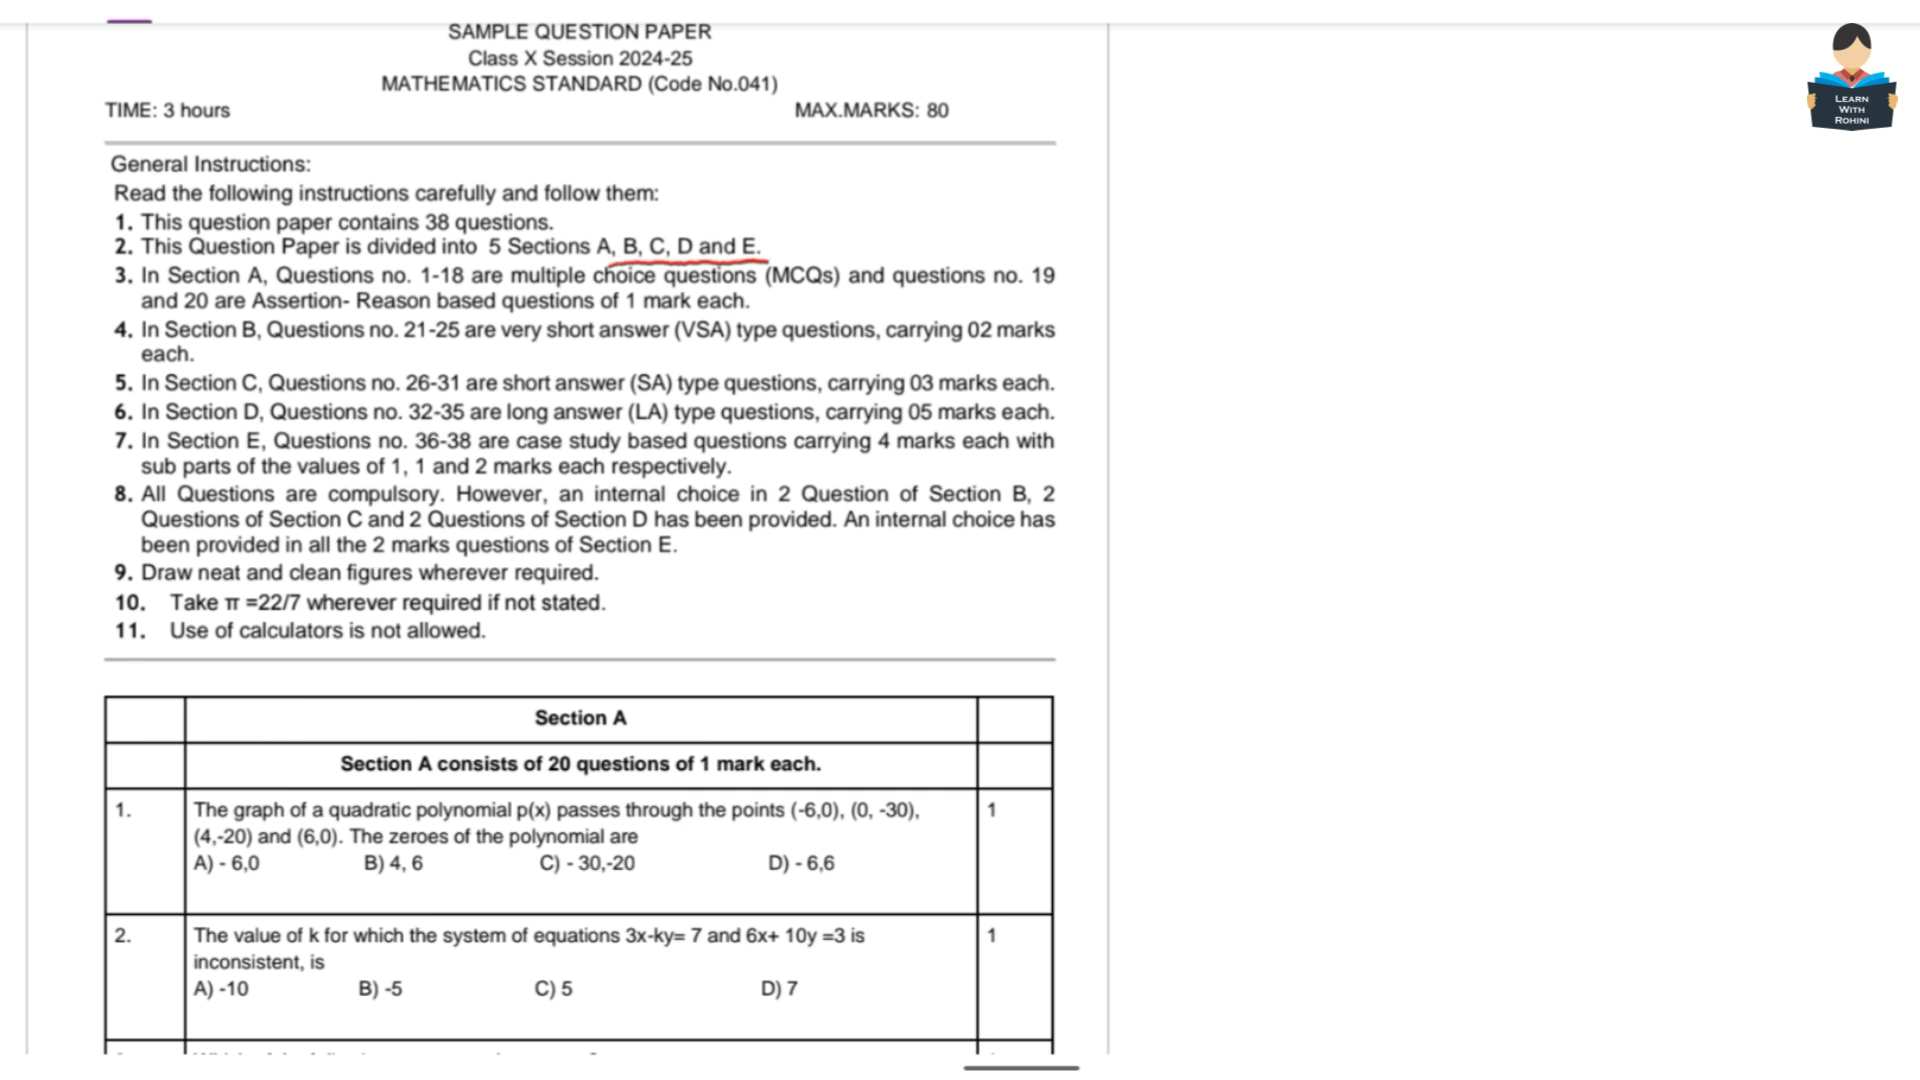 SAMPLE QUESTION PAPER
Class X Session 2024-25
MATHEMATICS STANDARD (Code No.041)
TIME: 3 hours MAX.MARKS: 80
LEARN
WITH
ROHINI
General Instructions:
Read the following instructions carefully and follow them:
1. This question paper contains 38 questions.
2. This Question Paper is divided into 5 Sections A, B, C, D and E.
3. In Section A, Questions no. 1-18 are multiple choice questions (MCQs) and questions no. 19
and 20 are Assertion- Reason based questions of 1 mark each.
4. In Section B, Questions no. 21-25 are very short answer (VSA) type questions, carrying 02 marks
each.
5. In Section C, Questions no. 26-31 are short answer (SA) type questions, carrying 03 marks each.
6. In Section D, Questions no. 32-35 are long answer (LA) type questions, carrying 05 marks each.
7. In Section E, Questions no. 36-38 are case study based questions carrying 4 marks each with
sub parts of the values of 1, 1 and 2 marks each respectively.
8. All Questions are compulsory. However, an internal choice in 2 Question of Section B, 2
Questions of Section C and 2 Questions of Section D has been provided. An internal choice has
been provided in all the 2 marks questions of Section E.
9. Draw neat and clean figures wherever required.
10. Take π =22/7 wherever required if not stated.
11. Use of calculators is not allowed.
Section A
Section A consists of 20 questions of 1 mark each.
1. The graph of a quadratic polynomial p(x) passes through the points (-6,0), (0, -30), 1
(4,-20) and (6,0). The zeroes of the polynomial are
A) - 6,0 B) 4, 6 C) - 30,-20 D) - 6,6
2. The value of k for which the system of equations 3x-ky= 7 and 6x+ 10y =3 is 1
inconsistent, is
A) -10 B) -5 C) 5 D) 7